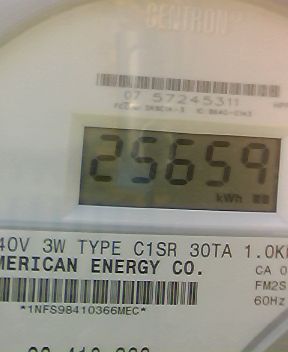 CENTRON
07 57245311
25659
kWh
40V 3W TYPE C1SR 30TA 1.0K
MERICAN ENERGY CO.
CA 0
FM2S
60Hz
*1NFS98410366MEC*